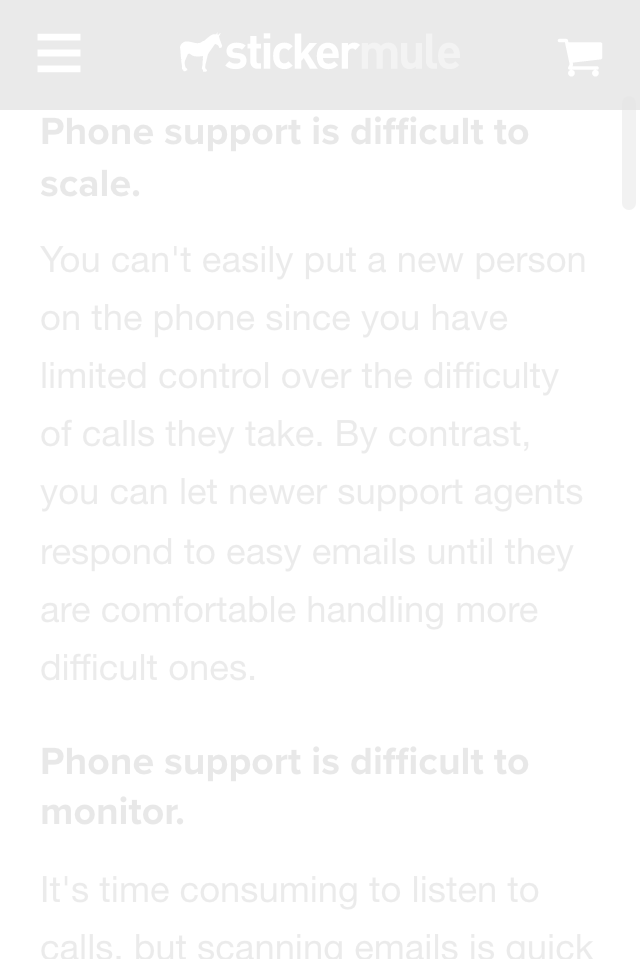 stickermule
Phone support is difficult to
scale.
You can't easily put a new person
on the phone since you have
limited control over the difficulty
of calls they take. By contrast,
you can let newer support agents
respond to easy emails until they
are comfortable handling more
difficult ones.
Phone support is difficult to
monitor.
It's time consuming to listen to
calls, but scanning emails is quick